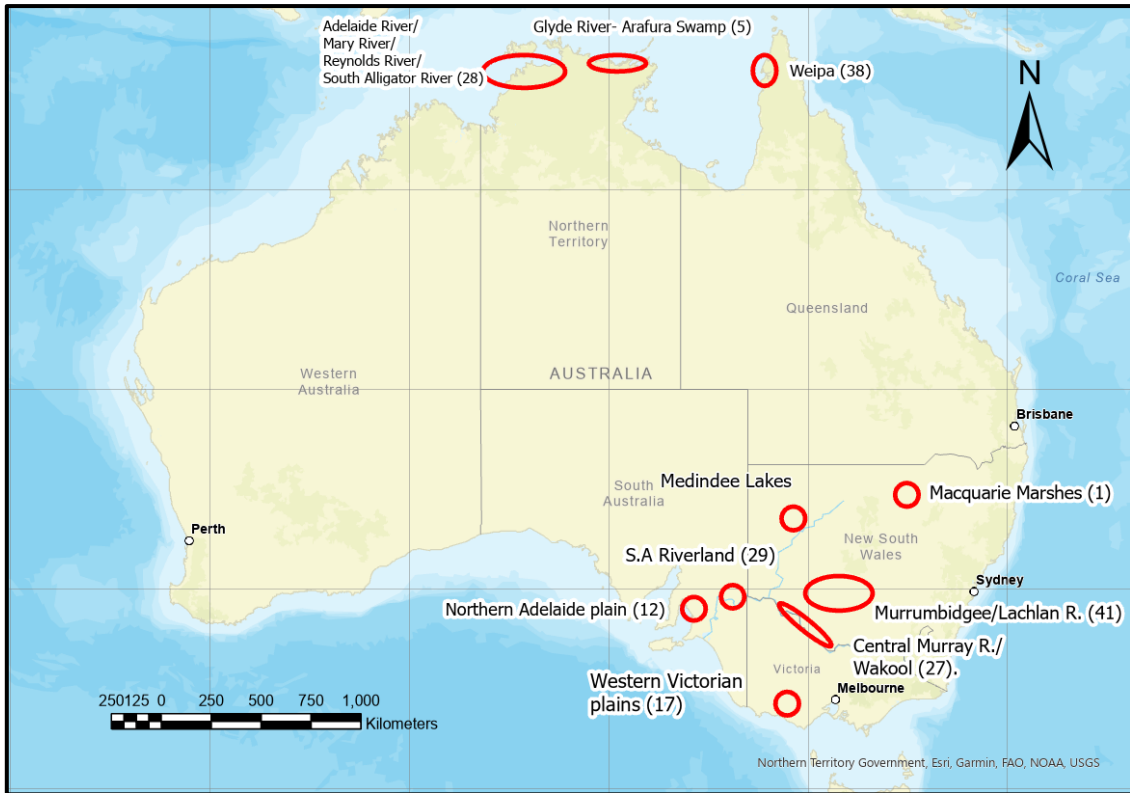 Adelaide River/
Mary River/
Reynolds River/
South Alligator River (28)
Glyde River- Arafura Swamp (5)
Weipa (38)
N
Northern
Territory
Coral Sea
Queensland
Western
Australia
AUSTRALIA
Brisbane
South
Australia
Medindee Lakes
Macquarie Marshes (1)
Perth
New South
Wales
S.A Riverland (29)
Sydney
Northern Adelaide plain (12)
Murrumbidgee/Lachlan R. (41)
Central Murray R./
Wakool (27).
Victoria
Western Victorian
plains (17)
Melbourne
250125 0 250 500 750 1,000
Kilometers
Northern Territory Government, Esri, Garmin, FAO, NOAA, USGS